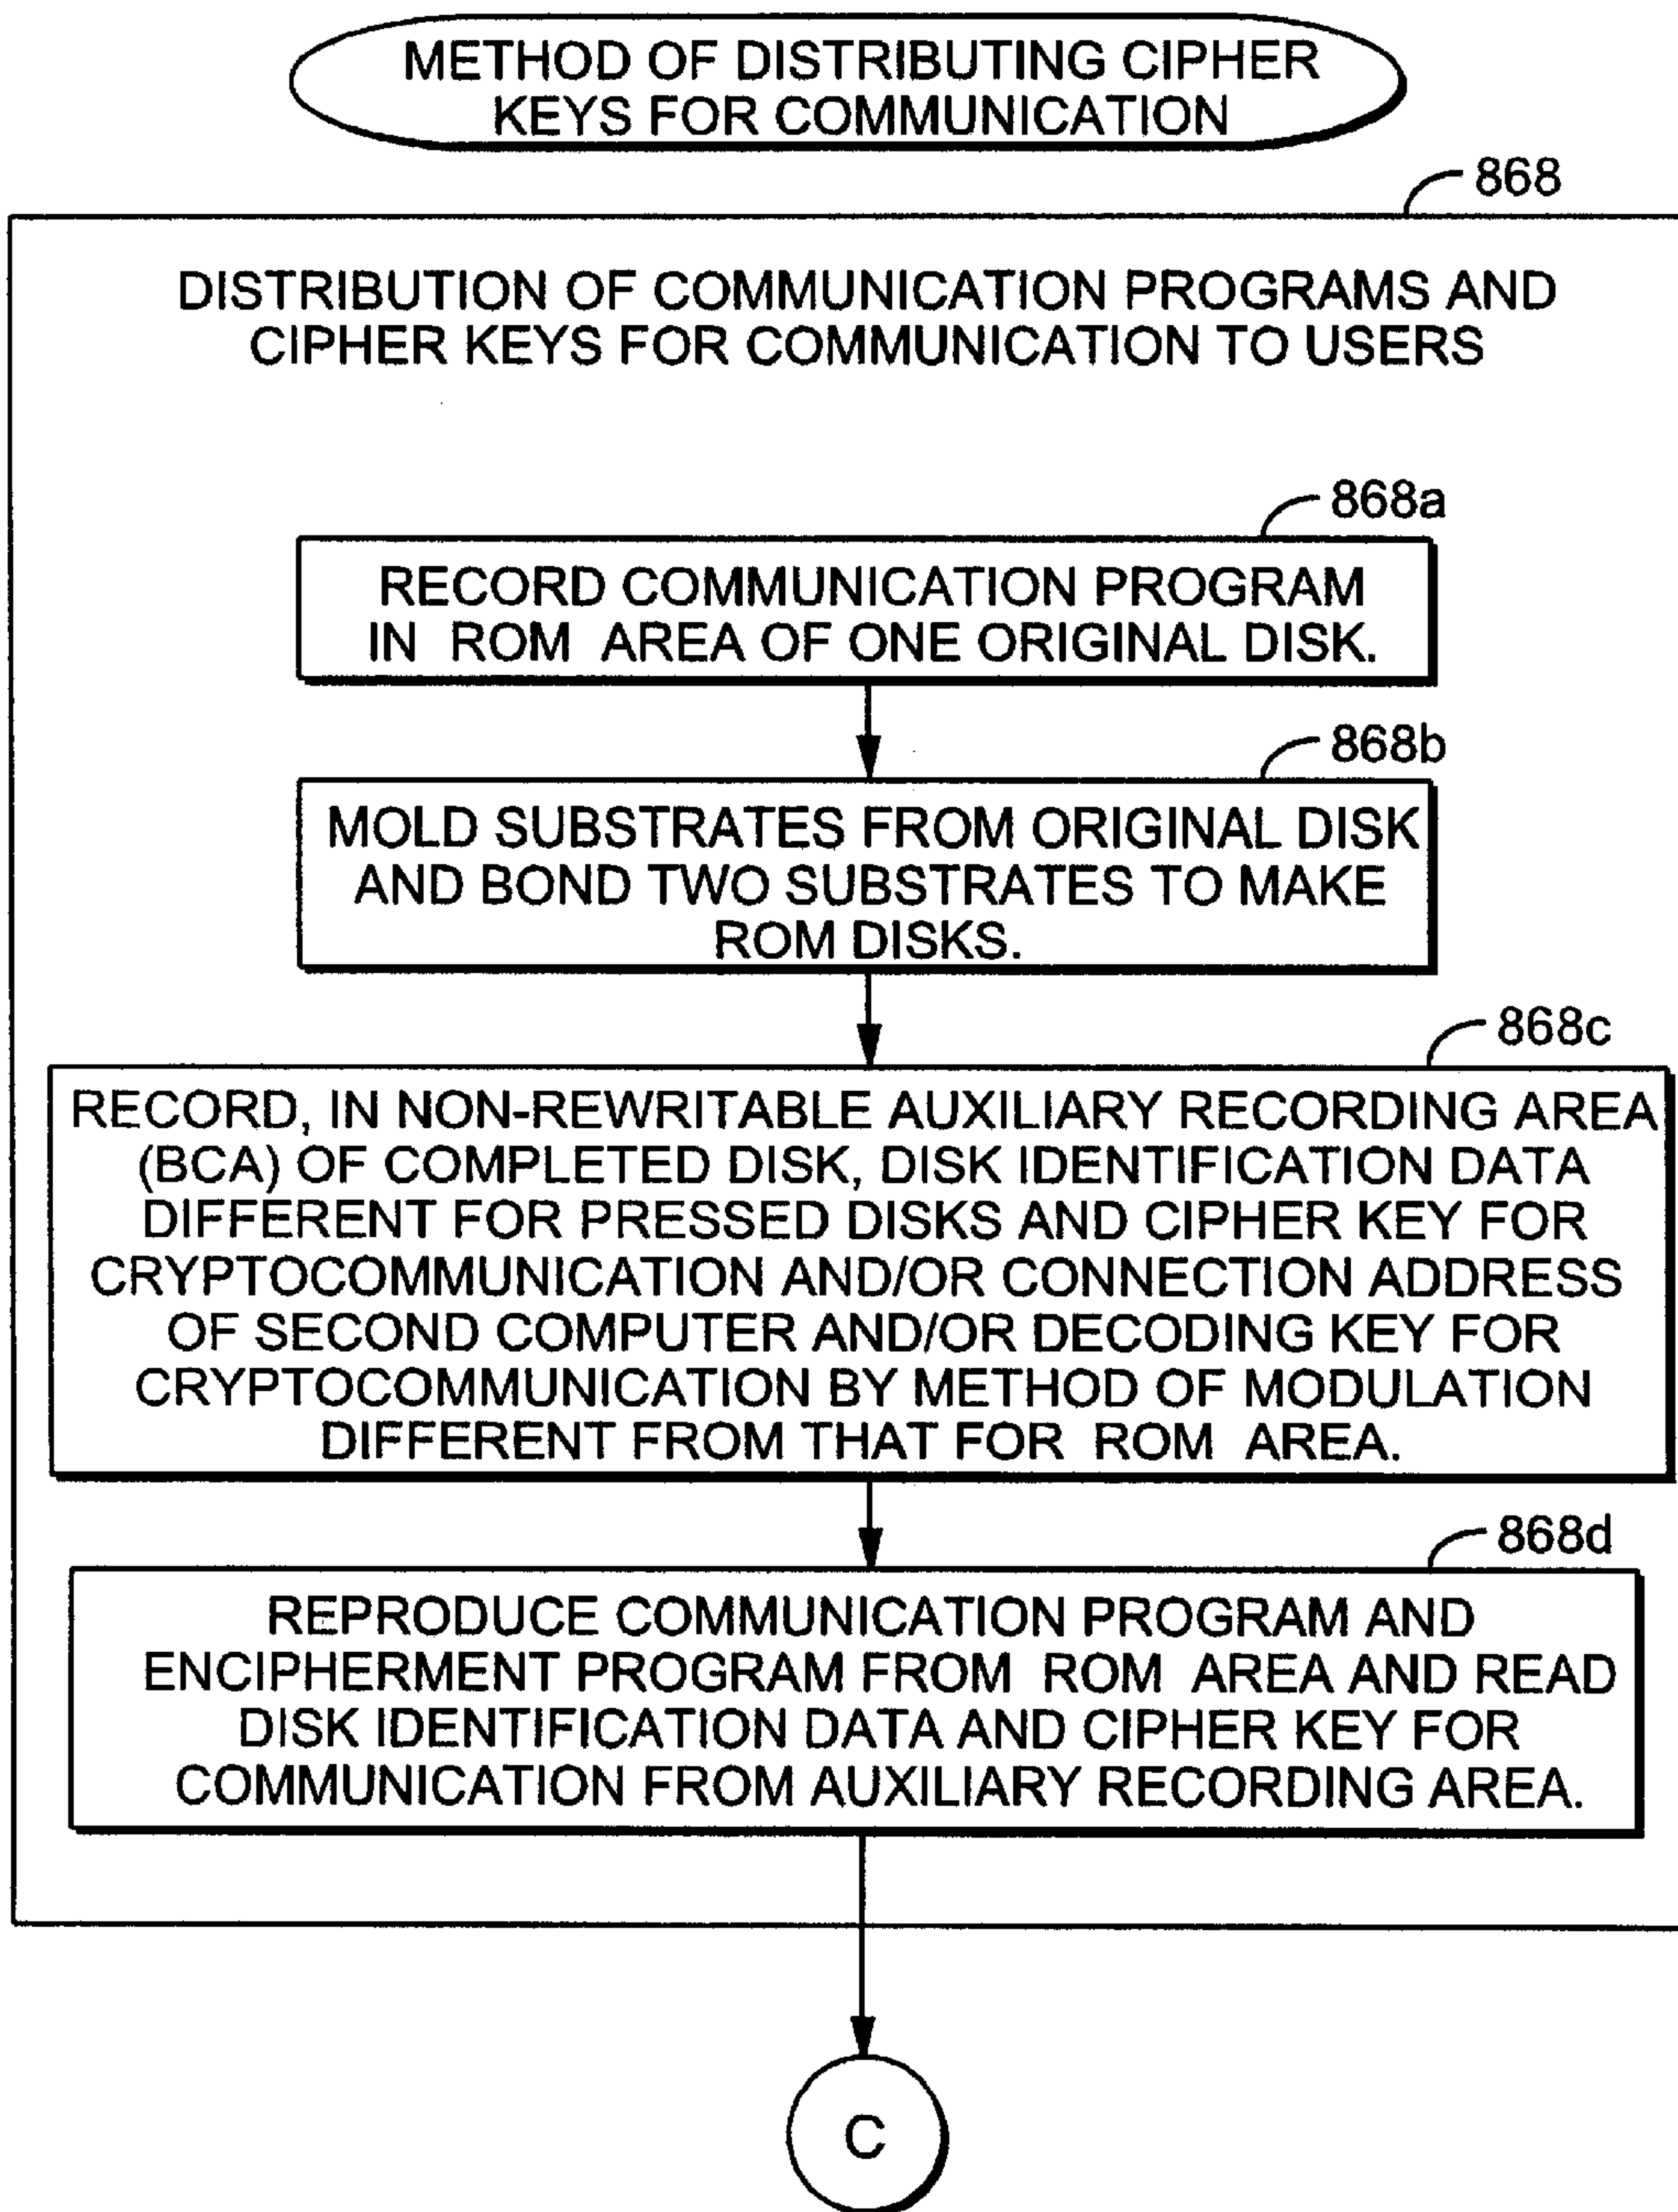 METHOD OF DISTRIBUTING CIPHER
KEYS FOR COMMUNICATION
868
DISTRIBUTION OF COMMUNICATION PROGRAMS AND
CIPHER KEYS FOR COMMUNICATION TO USERS
868a
RECORD COMMUNICATION PROGRAM
IN ROM AREA OF ONE ORIGINAL DISK.
868b
MOLD SUBSTRATES FROM ORIGINAL DISK
AND BOND TWO SUBSTRATES TO MAKE
ROM DISKS.
868c
RECORD, IN NON-REWRITABLE AUXILIARY RECORDING AREA
(BCA) OF COMPLETED DISK, DISK IDENTIFICATION DATA
DIFFERENT FOR PRESSED DISKS AND CIPHER KEY FOR
CRYPTOCOMMUNICATION AND/OR CONNECTION ADDRESS
OF SECOND COMPUTER AND/OR DECODING KEY FOR
CRYPTOCOMMUNICATION BY METHOD OF MODULATION
DIFFERENT FROM THAT FOR ROM AREA.
868d
REPRODUCE COMMUNICATION PROGRAM AND
ENCIPHERMENT PROGRAM FROM ROM AREA AND READ
DISK IDENTIFICATION DATA AND CIPHER KEY FOR
COMMUNICATION FROM AUXILIARY RECORDING AREA.
C